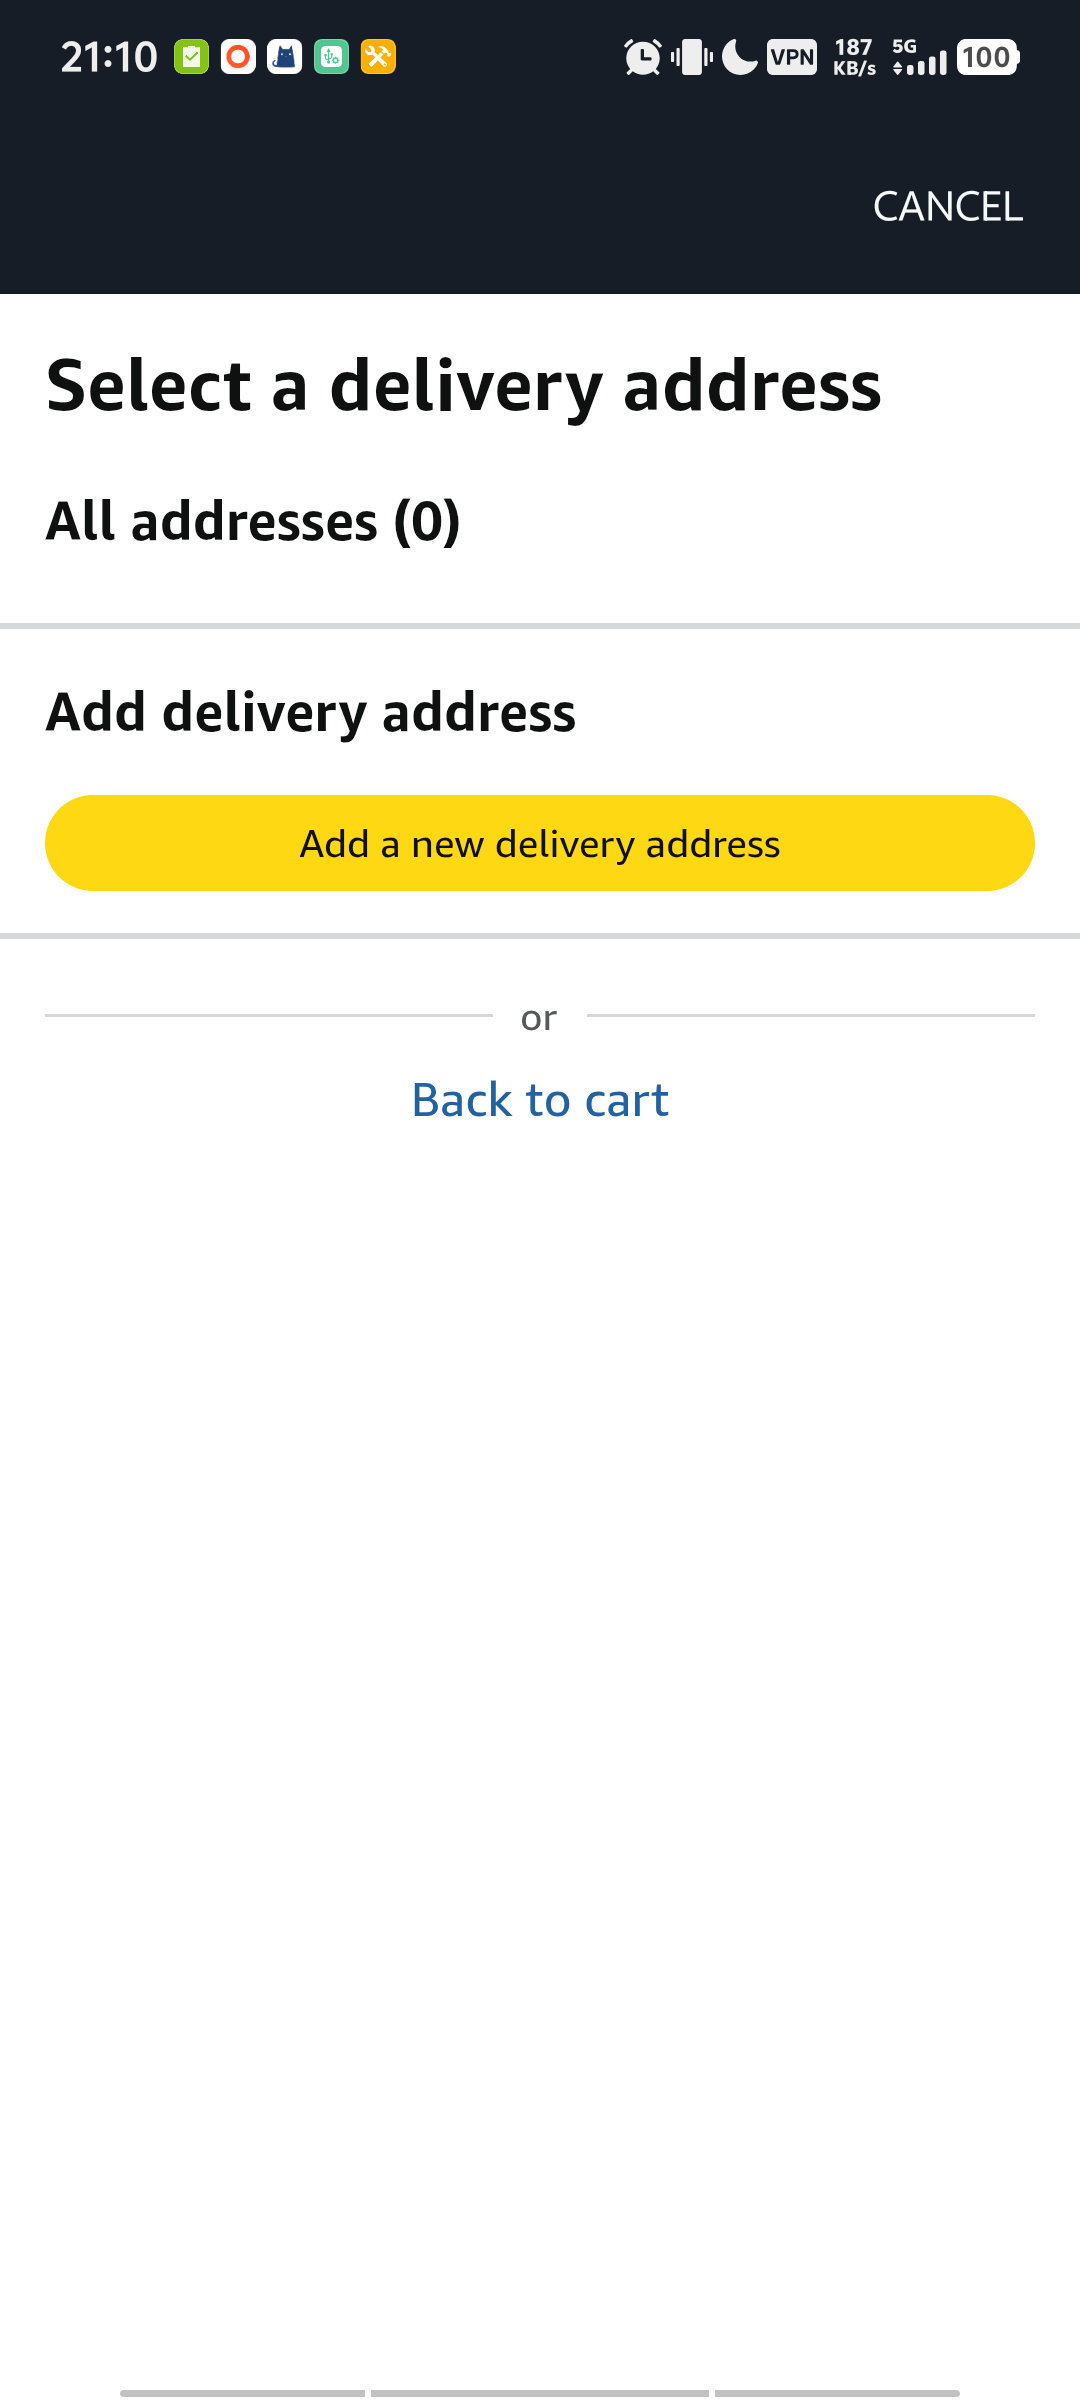 21:10 VPN 187 KB/s 5G 100
CANCEL
Select a delivery address
All addresses (0)
Add delivery address
Add a new delivery address
or
Back to cart